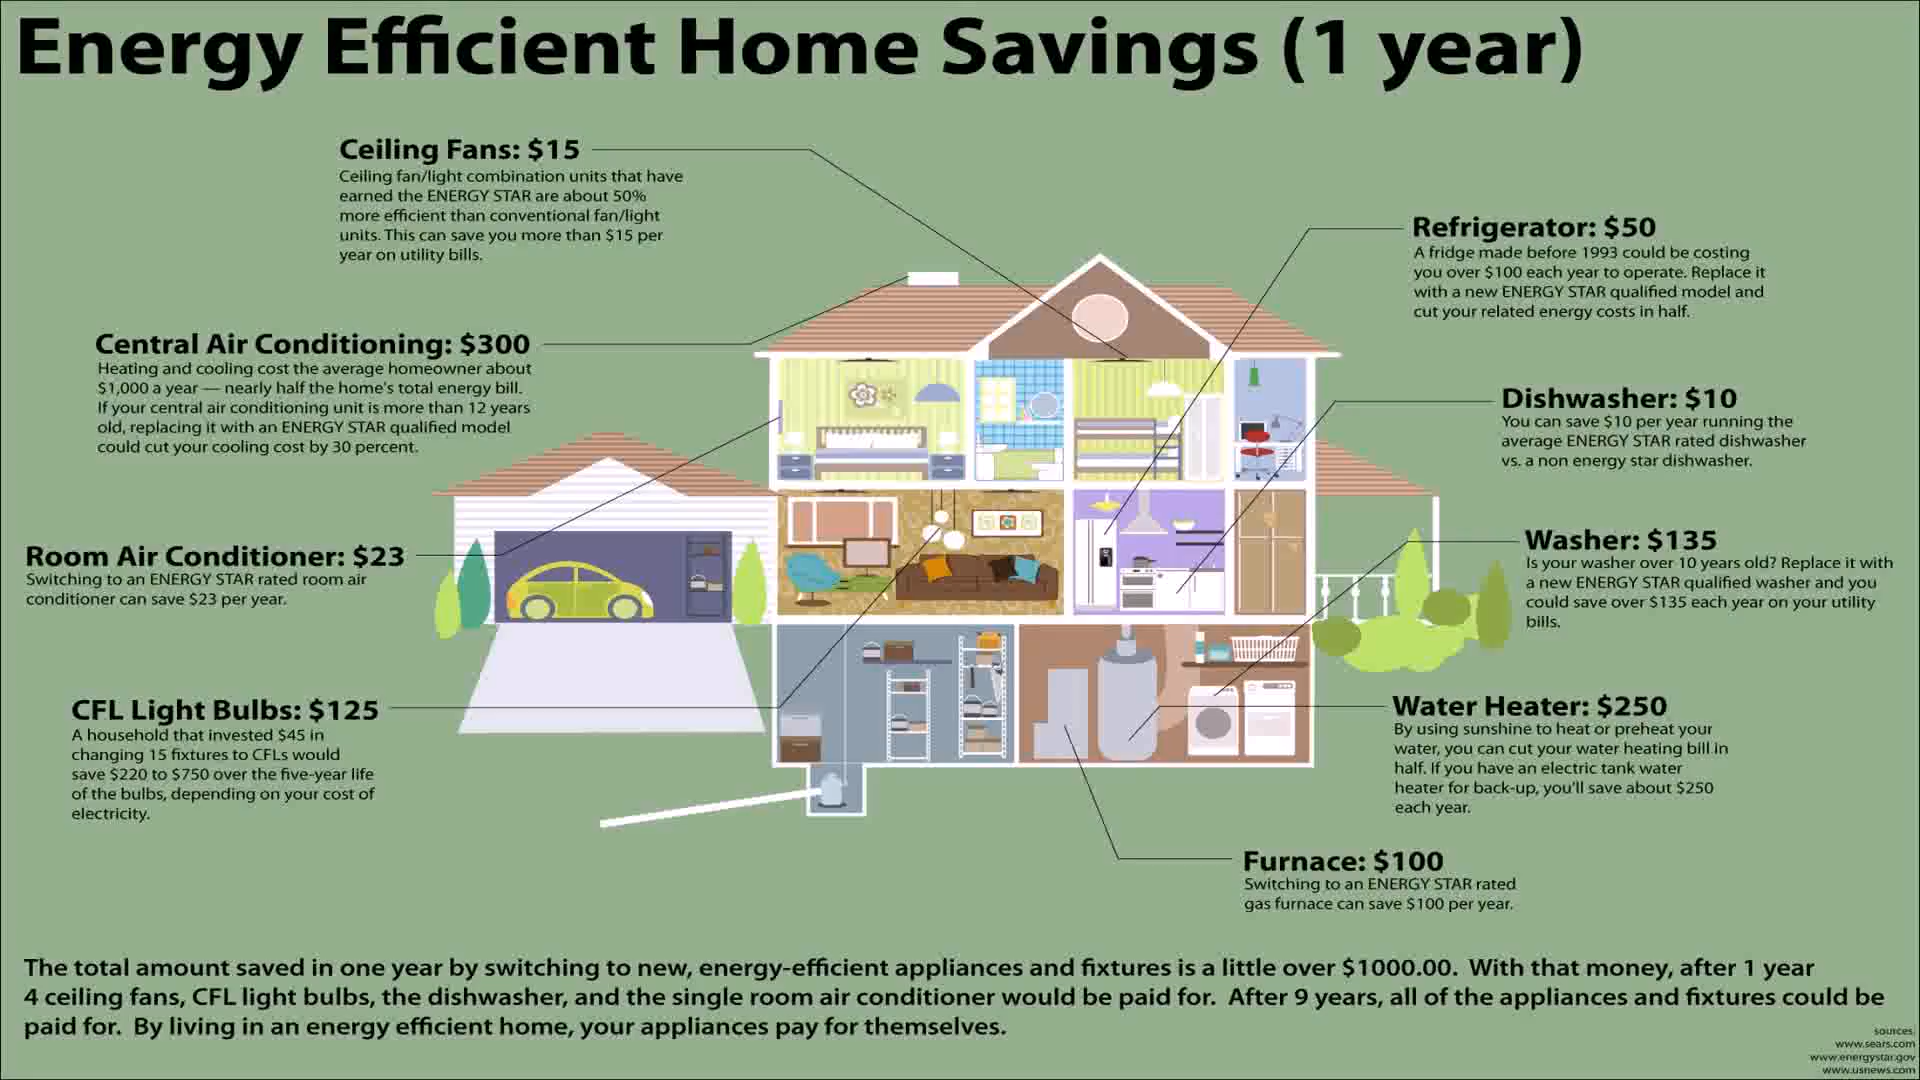 Energy Efficient Home Savings (1 year)
Ceiling Fans: $15
Ceiling fan/light combination units that have
earned the ENERGY STAR are about 50%
more efficient than conventional fan/light
units. This can save you more than $15 per
year on utility bills.
Refrigerator: $50
A fridge made before 1993 could be costing
you over $100 each year to operate. Replace it
with a new ENERGY STAR qualified model and
cut your related energy costs in half.
Central Air Conditioning: $300
Heating and cooling cost the average homeowner about
$1,000 a year — nearly half the home's total energy bill.
If your central air conditioning unit is more than 12 years
old, replacing it with an ENERGY STAR qualified model
could cut your cooling cost by 30 percent.
Dishwasher: $10
You can save $10 per year running the
average ENERGY STAR rated dishwasher
vs. a non energy star dishwasher.
Room Air Conditioner: $23
Switching to an ENERGY STAR rated room air
conditioner can save $23 per year.
Washer: $135
Is your washer over 10 years old? Replace it with
a new ENERGY STAR qualified washer and you
could save over $135 each year on your utility
bills.
CFL Light Bulbs: $125
A household that invested $45 in
changing 15 fixtures to CFLs would
save $220 to $750 over the five-year life
of the bulbs, depending on your cost of
electricity.
Water Heater: $250
By using sunshine to heat or preheat your
water, you can cut your water heating bill in
half. If you have an electric tank water
heater for back-up, you'll save about $250
each year.
Furnace: $100
Switching to an ENERGY STAR rated
gas furnace can save $100 per year.
The total amount saved in one year by switching to new, energy-efficient appliances and fixtures is a little over $1000.00. With that money, after 1 year
4 ceiling fans, CFL light bulbs, the dishwasher, and the single room air conditioner would be paid for. After 9 years, all of the appliances and fixtures could be
paid for. By living in an energy efficient home, your appliances pay for themselves.
sources:
www.sears.com
www.energystar.gov
www.usnews.com